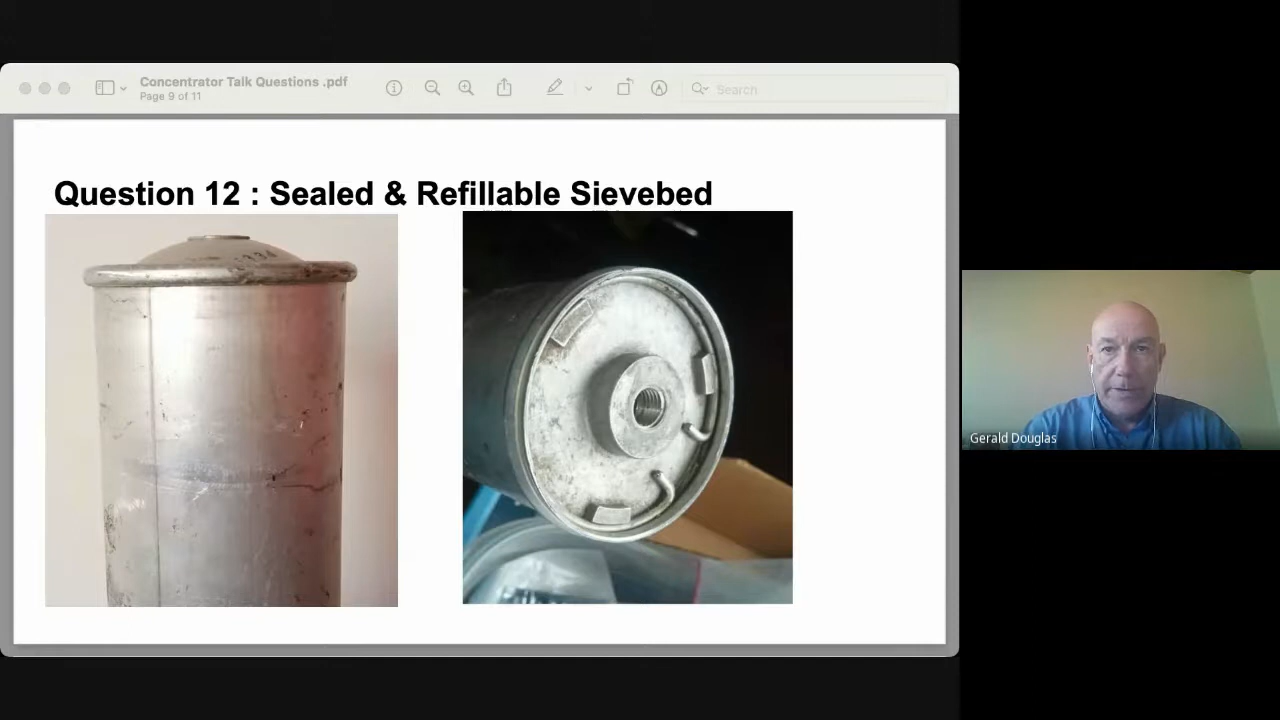 Concentrator Talk Questions .pdf
Page 9 of 11
Search
Question 12 : Sealed & Refillable Sievebed
Gerald Douglas